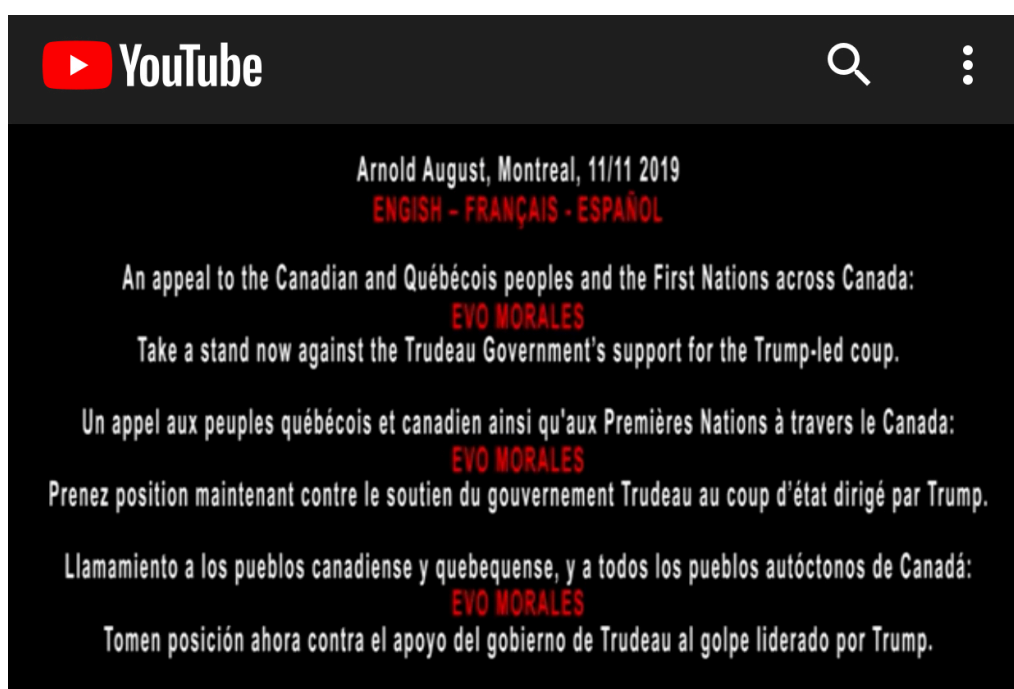 YouTube
Arnold August, Montreal, 11/11 2019
ENGISH – FRANÇAIS - ESPAÑOL
An appeal to the Canadian and Québécois peoples and the First Nations across Canada:
EVO MORALES
Take a stand now against the Trudeau Government's support for the Trump-led coup.
Un appel aux peuples québécois et canadien ainsi qu'aux Premières Nations à travers le Canada:
EVO MORALES
Prenez position maintenant contre le soutien du gouvernement Trudeau au coup d'état dirigé par Trump.
Llamamiento a los pueblos canadiense y quebequense, y a todos los pueblos autóctonos de Canadá:
EVO MORALES
Tomen posición ahora contra el apoyo del gobierno de Trudeau al golpe liderado por Trump.